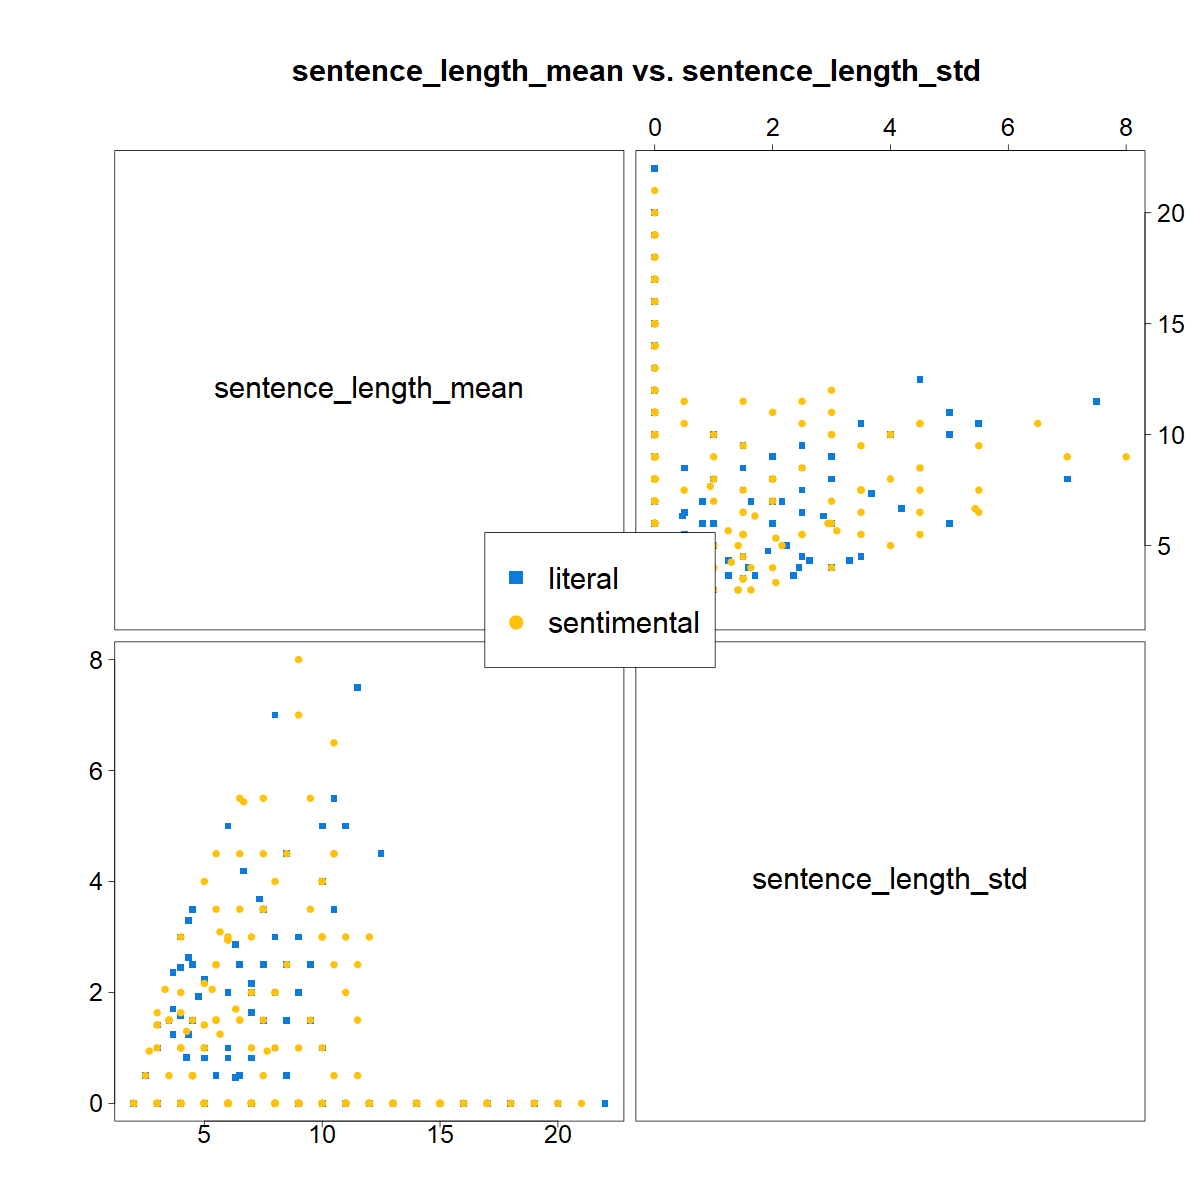 sentence_length_mean vs. sentence_length_std
0 2 4 6 8
sentence_length_mean
20
15
10
5
literal
sentimental
8
6
4
2
0
sentence_length_std
5 10 15 20